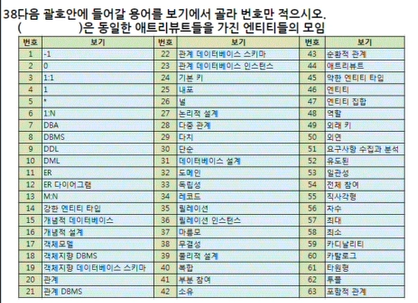 38다음 괄호안에 들어갈 용어를 보기에서 골라 번호만 적으시오.
( )은 동일한 애트리뷰트들을 가진 엔티티들의 모임
번호 보기 번호 보기 번호 보기
1 -1 22 관계 데이터베이스 스키마 43 순환적 관계
2 0 23 관계 데이터베이스 인스턴스 44 애트리뷰트
3 1:1 24 기본 키 45 약한 엔티티 타입
4 1 25 내포 46 엔티티
5 * 26 널 47 엔티티 집합
6 1:N 27 논리적 설계 48 역할
7 DBA 28 다중 관계 49 외래 키
8 DBMS 29 다치 50 외연
9 DDL 30 단순 51 요구사항 수집과 분석
10 DML 31 데이터베이스 설계 52 유도된
11 ER 32 도메인 53 일관성
12 ER 다이어그램 33 독립성 54 전체 참여
13 M:N 34 레코드 55 직사각형
14 강한 엔티티 타입 35 릴레이션 56 차수
15 개념적 데이터베이스 36 릴레이션 인스턴스 57 최대
16 개념적 설계 37 마름모 58 최소
17 객체모델 38 무결성 59 카디날리티
18 객체지향 DBMS 39 물리적 설계 60 카탈로그
19 객체지향 데이터베이스 스키마 40 복합 61 타원형
20 관계 41 부분 참여 62 투플
21 관계 DBMS 42 소유 63 포함적 관계